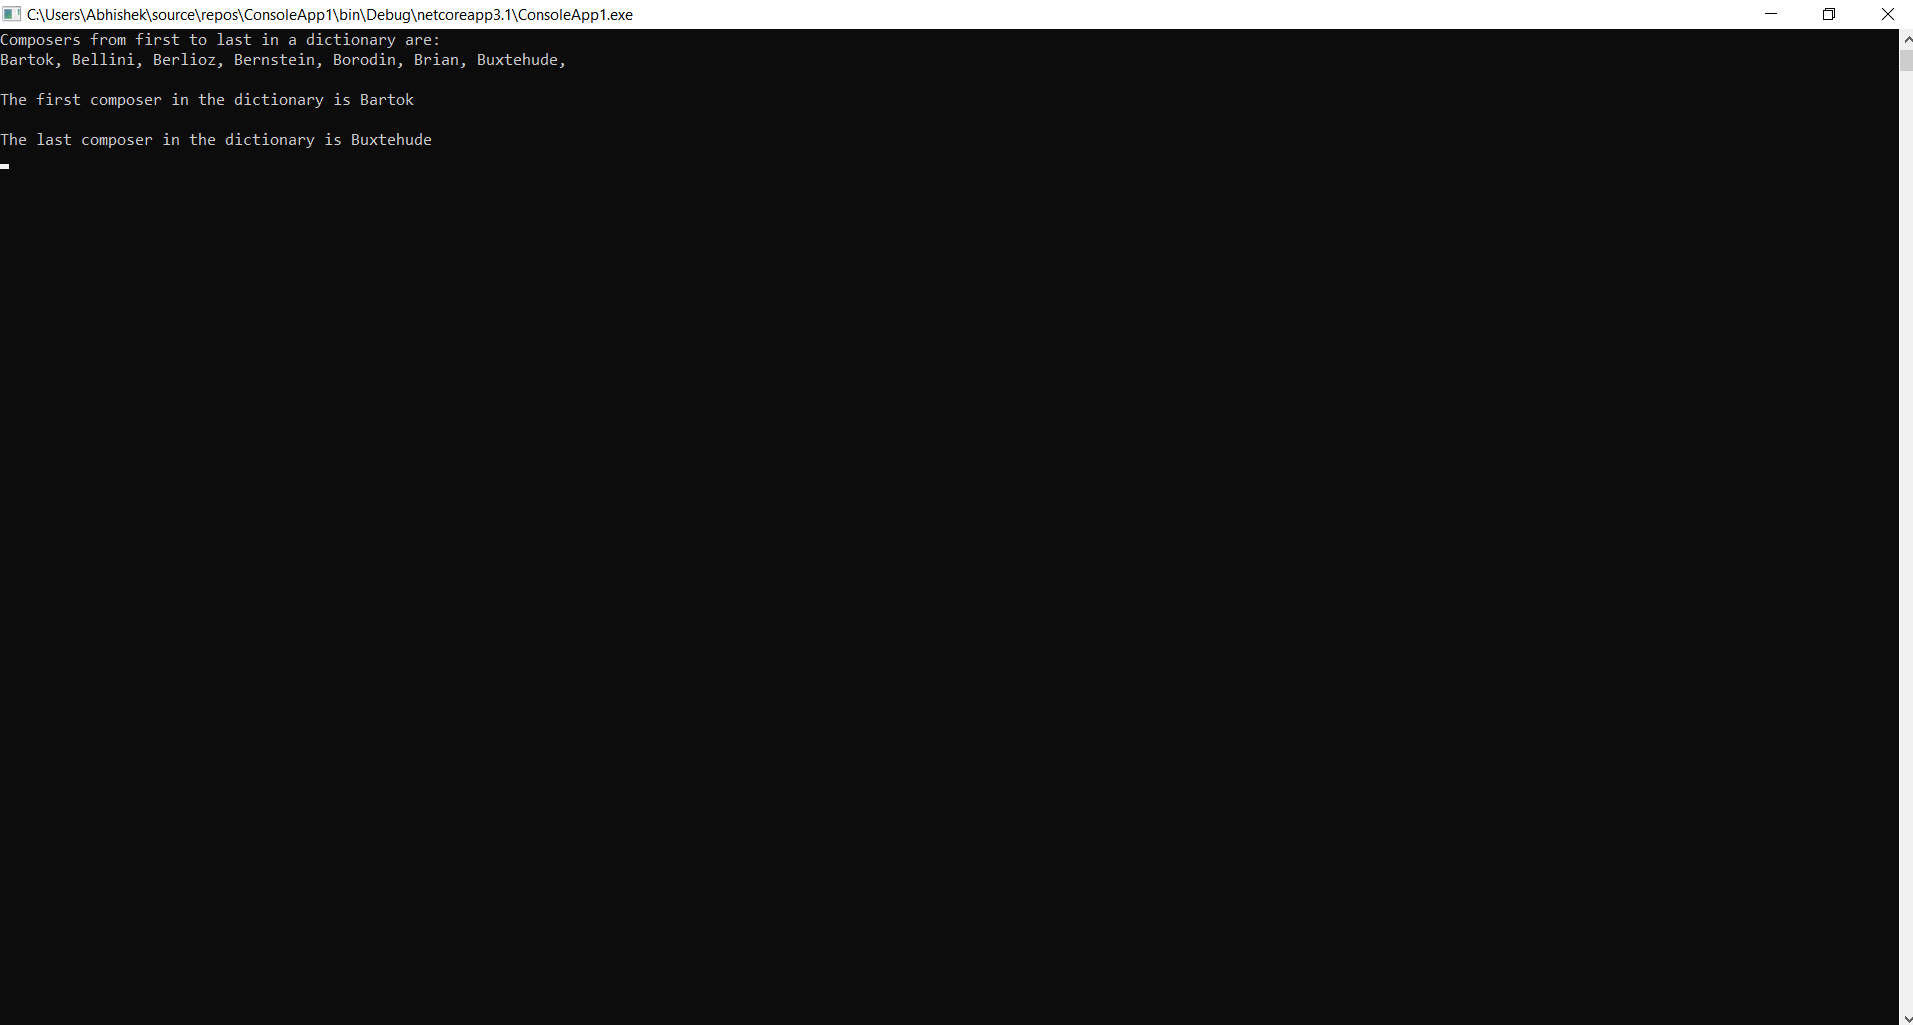 C:\Users\Abhishek\source\repos\ConsoleApp1\bin\Debug\netcoreapp3.1\ConsoleApp1.exe
Composers from first to last in a dictionary are:
Bartok, Bellini, Berlioz, Bernstein, Borodin, Brian, Buxtehude,
The first composer in the dictionary is Bartok
The last composer in the dictionary is Buxtehude